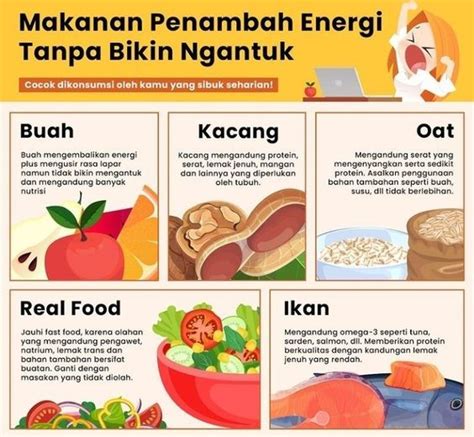 Makanan Penambah Energi
Tanpa Bikin Ngantuk
Cocok dikonsumsi oleh kamu yang sibuk seharian!
Buah
Buah mengembalikan energi
plus mengusir rasa lapar
namun tidak bikin mengantuk
dan mengandung banyak
nutrisi
Kacang
Kacang mengandung protein,
serat, lemak jenuh, mangan
dan lainnya yang diperlukan
oleh tubuh.
Oat
Mengandung serat yang
mengenyangkan serta sedikit
protein. Asalkan penggunaan
bahan tambahan seperti buah,
susu, dll tidak berlebihan.
Real Food
Jauhi fast food, karena olahan
yang mengandung pengawet,
natrium, lemak trans dan
bahan tambahan bersifat
buatan. Ganti dengan
masakan yang tidak diolah.
Ikan
Mengandung omega-3 seperti tuna,
sarden, salmon, dll. Memberikan protein
berkualitas dengan kandungan lemak
jenuh yang rendah.